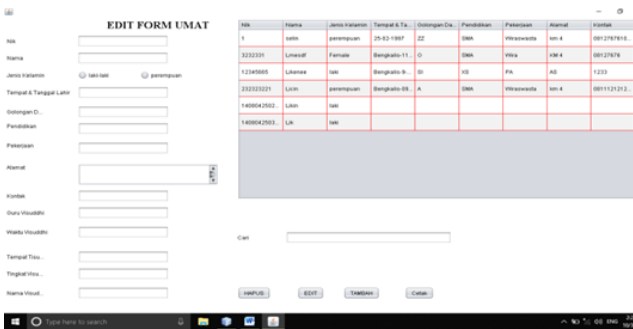 EDIT FORM UMAT
Nik
Nama
Jenis Kelamin laki laki perempuan
Tempat & Tanggal Lahir
Golongan D...
Pendidikan
Pekerjaan
Alamat
Kontak
Guru Visuddhi
Waktu Visuddhi
Tempat Tisu...
Tingkat Visu...
Nama Visud...
Nik Nama Jenis Kelamin Tempat & Ta... Golongan Da... Pendidikan Pekerjaan Alamat Kontak
1 selin perempuan 25-02-1997 ZZ SMA Wiraswasta km 4
3232331 Female Bengkalis-11... O SMA Wira KM 4 08127678
12345665 Likenee laki Bengkalis-9-... PA AS 1233
232323221 Licin perempuan Bengkalis-09... A SMA Wiraswasta km 4 0811121212...
1408042502... Likin laki
1408042503... Lik laki
Cari
HAPUS EDIT TAMBAH Cetak
Type here to search
ENG